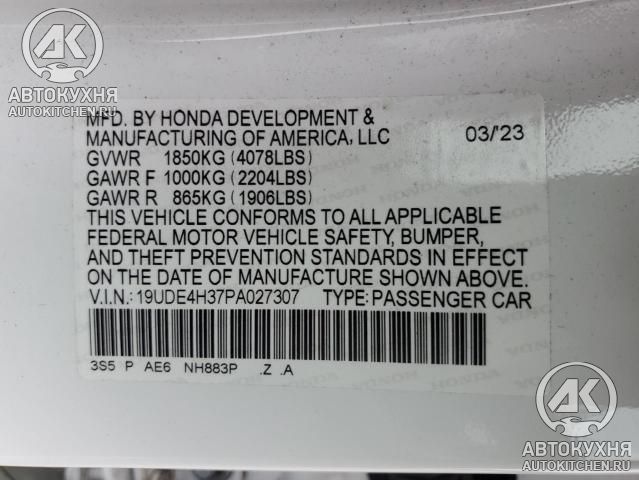 АК
АВТОКУХНЯ
AUTOKITCHEN.RU
MFD. BY HONDA DEVELOPMENT &
MANUFACTURING OF AMERICA, LLC 03/'23
GVWR 1850KG (4078LBS)
GAWR F 1000KG (2204LBS)
GAWR R 865KG (1906LBS)
THIS VEHICLE CONFORMS TO ALL APPLICABLE
FEDERAL MOTOR VEHICLE SAFETY, BUMPER,
AND THEFT PREVENTION STANDARDS IN EFFECT
ON THE DATE OF MANUFACTURE SHOWN ABOVE.
V.I.N.: 19UDE4H37PA027307 TYPE: PASSENGER CAR
3S5 P AE6 NH883P .Z .A
АК
АВТОКУХНЯ
AUTOKITCHEN.RU